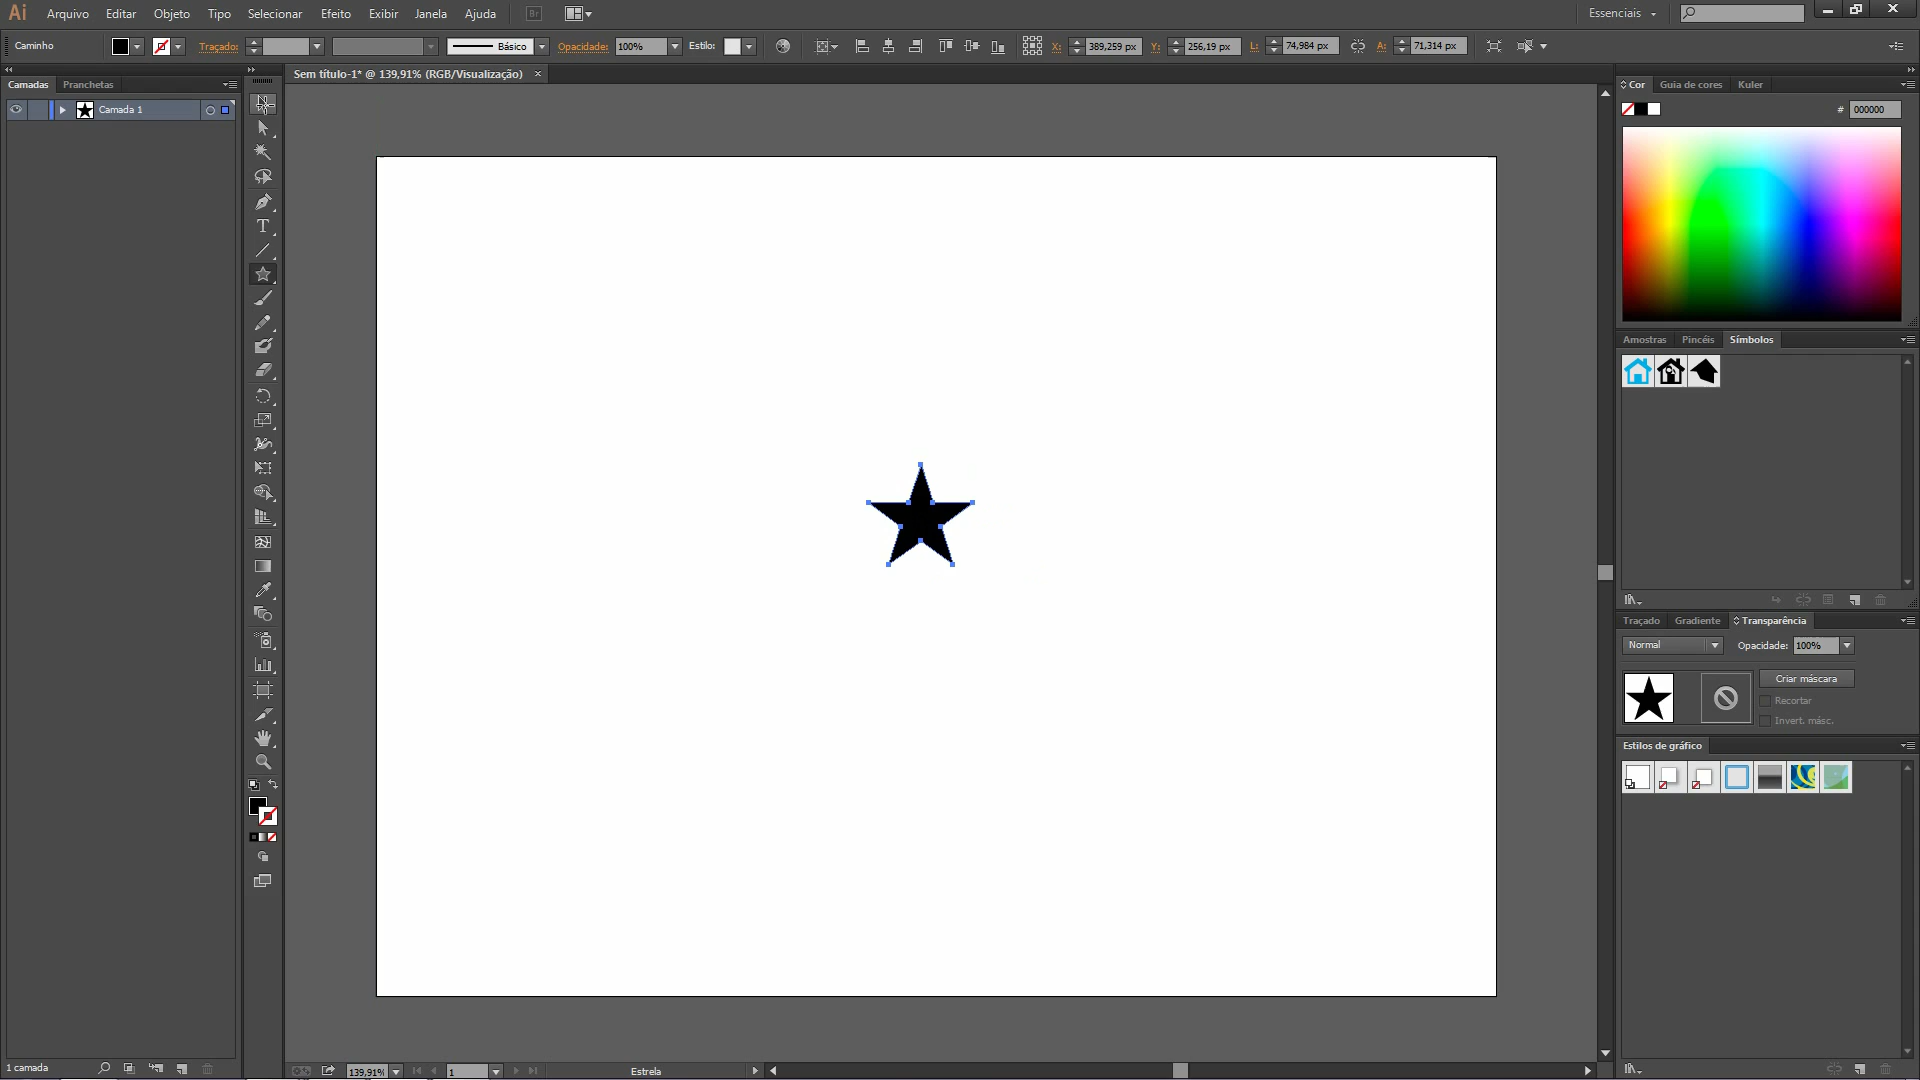 Ai Arquivo Editar Objeto Tipo Selecionar Efeito Exibir Janela Ajuda Br Essenciais
Caminho Traçado: Básico Opacidade: 100% Estilo: X: 389,259 px Y: 256,19 px L: 74,984 px A: 71,314 px
Camadas Pranchetas
Sem título-1* @ 139,91% (RGB/Visualização)
Camada 1
Cor Guia de cores Kuler
# 000000
Amostras Pincéis Símbolos
Traçado Gradiente Transparência
Normal Opacidade: 100%
Criar máscara
Recortar
Invert. másc.
Estilos de gráfico
1 camada
139,91% 1 Estrela